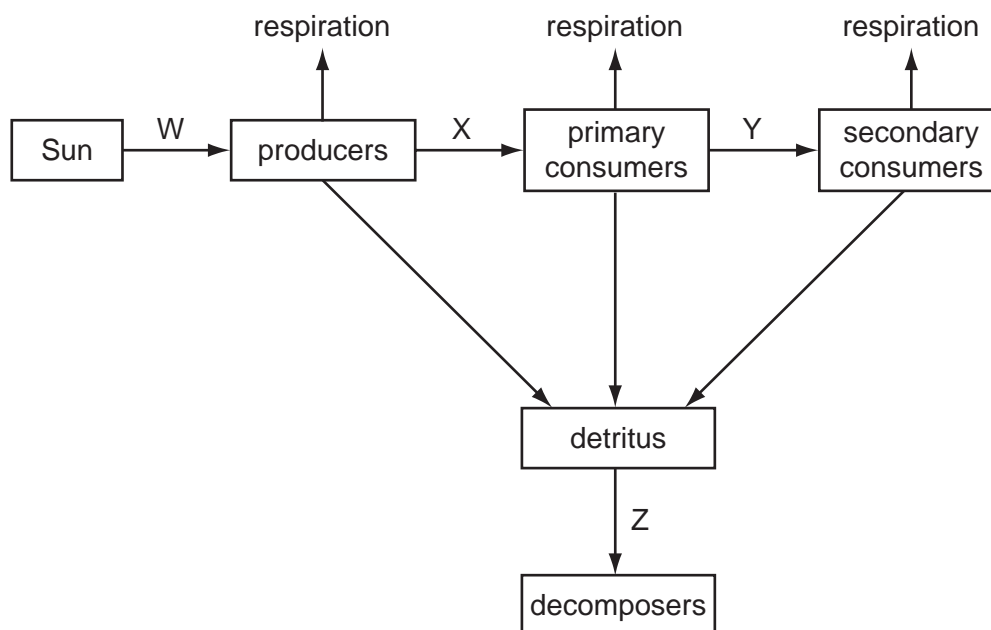 respiration
respiration
respiration
Sun
W
producers
X
primary
consumers
Y
secondary
consumers
detritus
Z
decomposers